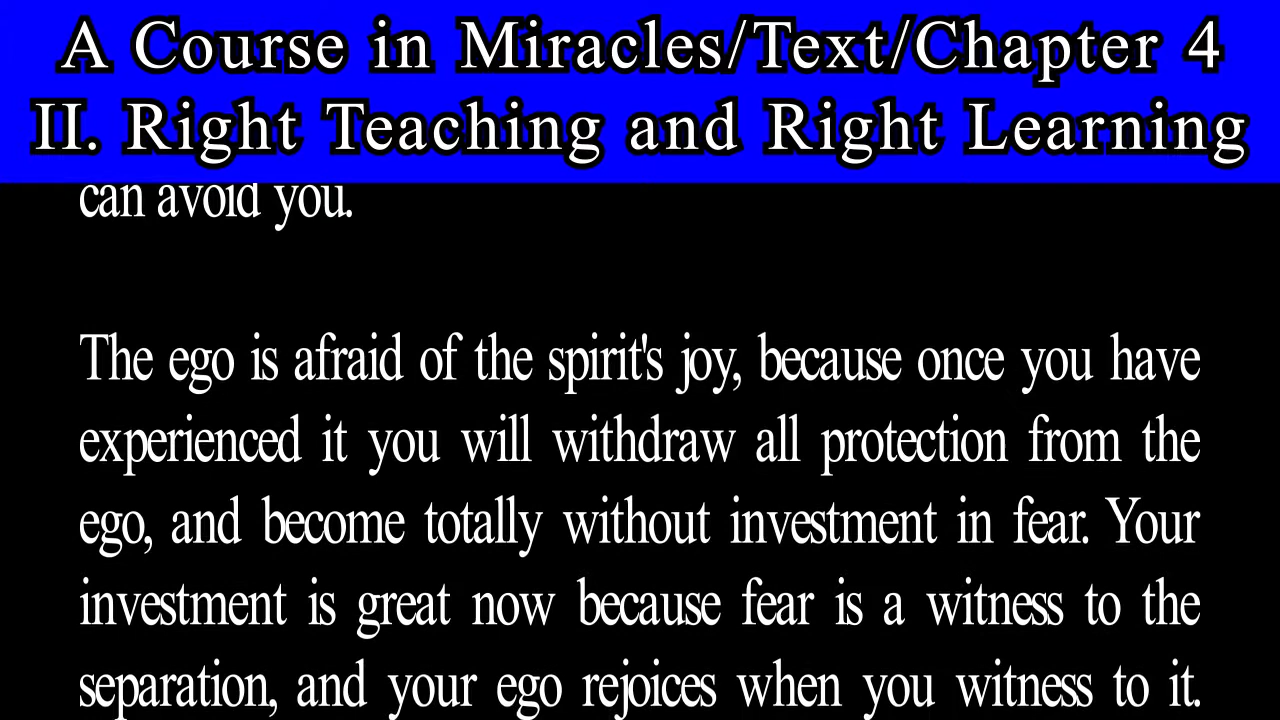 A Course in Miracles/Text/Chapter 4
II. Right Teaching and Right Learning
can avoid you.
The ego is afraid of the spirit's joy, because once you have
experienced it you will withdraw all protection from the
ego, and become totally without investment in fear. Your
investment is great now because fear is a witness to the
separation, and your ego rejoices when you witness to it.